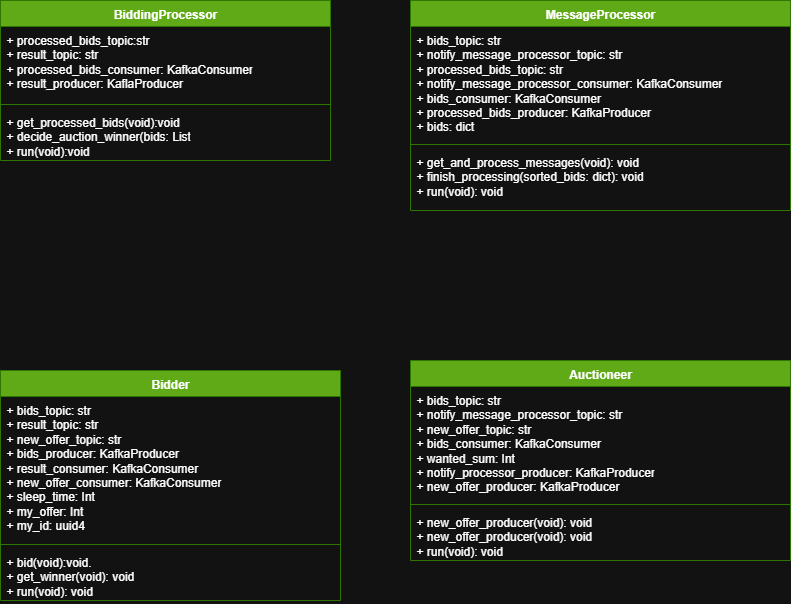 BiddingProcessor
+ processed_bids_topic:str
+ result_topic: str
+ processed_bids_consumer: KafkaConsumer
+ result_producer: KaflaProducer
+ get_processed_bids(void):void
+ decide_auction_winner(bids: List
+ run(void):void
MessageProcessor
+ bids_topic: str
+ notify_message_processor_topic: str
+ processed_bids_topic: str
+ notify_message_processor_consumer: KafkaConsumer
+ bids_consumer: KafkaConsumer
+ processed_bids_producer: KafkaProducer
+ bids: dict
+ get_and_process_messages(void): void
+ finish_processing(sorted_bids: dict): void
+ run(void): void
Bidder
+ bids_topic: str
+ result_topic: str
+ new_offer_topic: str
+ bids_producer: KafkaProducer
+ result_consumer: KafkaConsumer
+ new_offer_consumer: KafkaConsumer
+ sleep_time: Int
+ my_offer: Int
+ my_id: uuid4
+ bid(void):void.
+ get_winner(void): void
+ run(void): void
Auctioneer
+ bids_topic: str
+ notify_message_processor_topic: str
+ new_offer_topic: str
+ bids_consumer: KafkaConsumer
+ wanted_sum: Int
+ notify_processor_producer: KafkaProducer
+ new_offer_producer: KafkaProducer
+ new_offer_producer(void): void
+ new_offer_producer(void): void
+ run(void): void